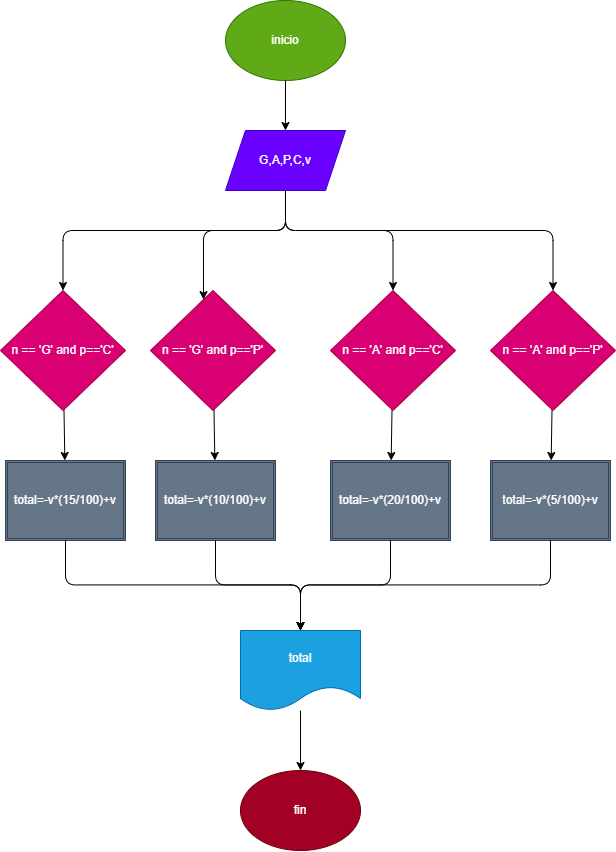 inicio
G,A,P,C,v
n == 'G' and p=='C'
n == 'G' and p=='P'
n == 'A' and p=='C'
n == 'A' and p=='P'
total=-v*(15/100)+v
total=-v*(10/100)+v
total=-v*(20/100)+v
total=-v*(5/100)+v
total
fin